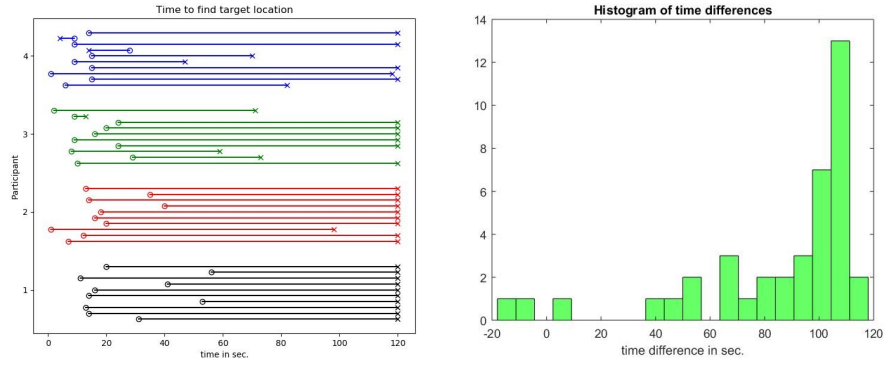 Time to find target location
Participant
4
3
2
1
0 20 40 60 80 100 120
time in sec.
Histogram of time differences
14
12
10
8
6
4
2
0
-20 0 20 40 60 80 100 120
time difference in sec.